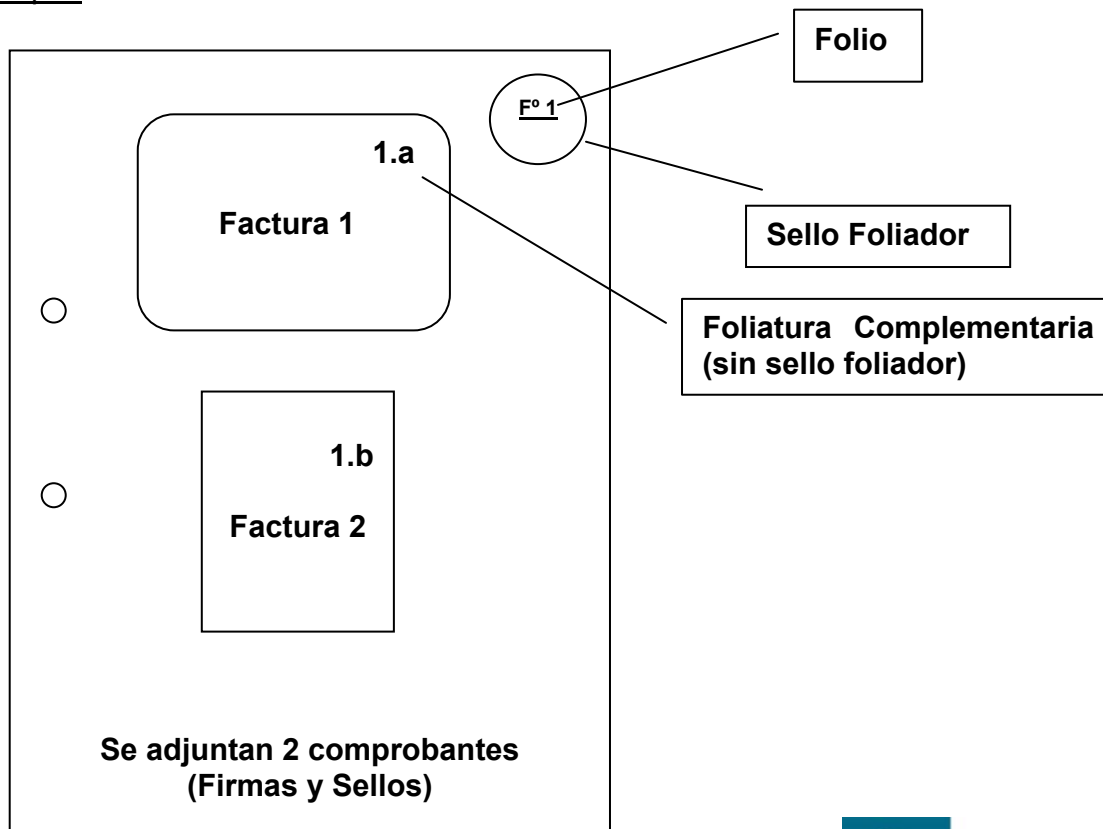 Folio
Fº 1
1.a
Factura 1
Sello Foliador
Foliatura Complementaria
(sin sello foliador)
1.b
Factura 2
Se adjuntan 2 comprobantes
(Firmas y Sellos)